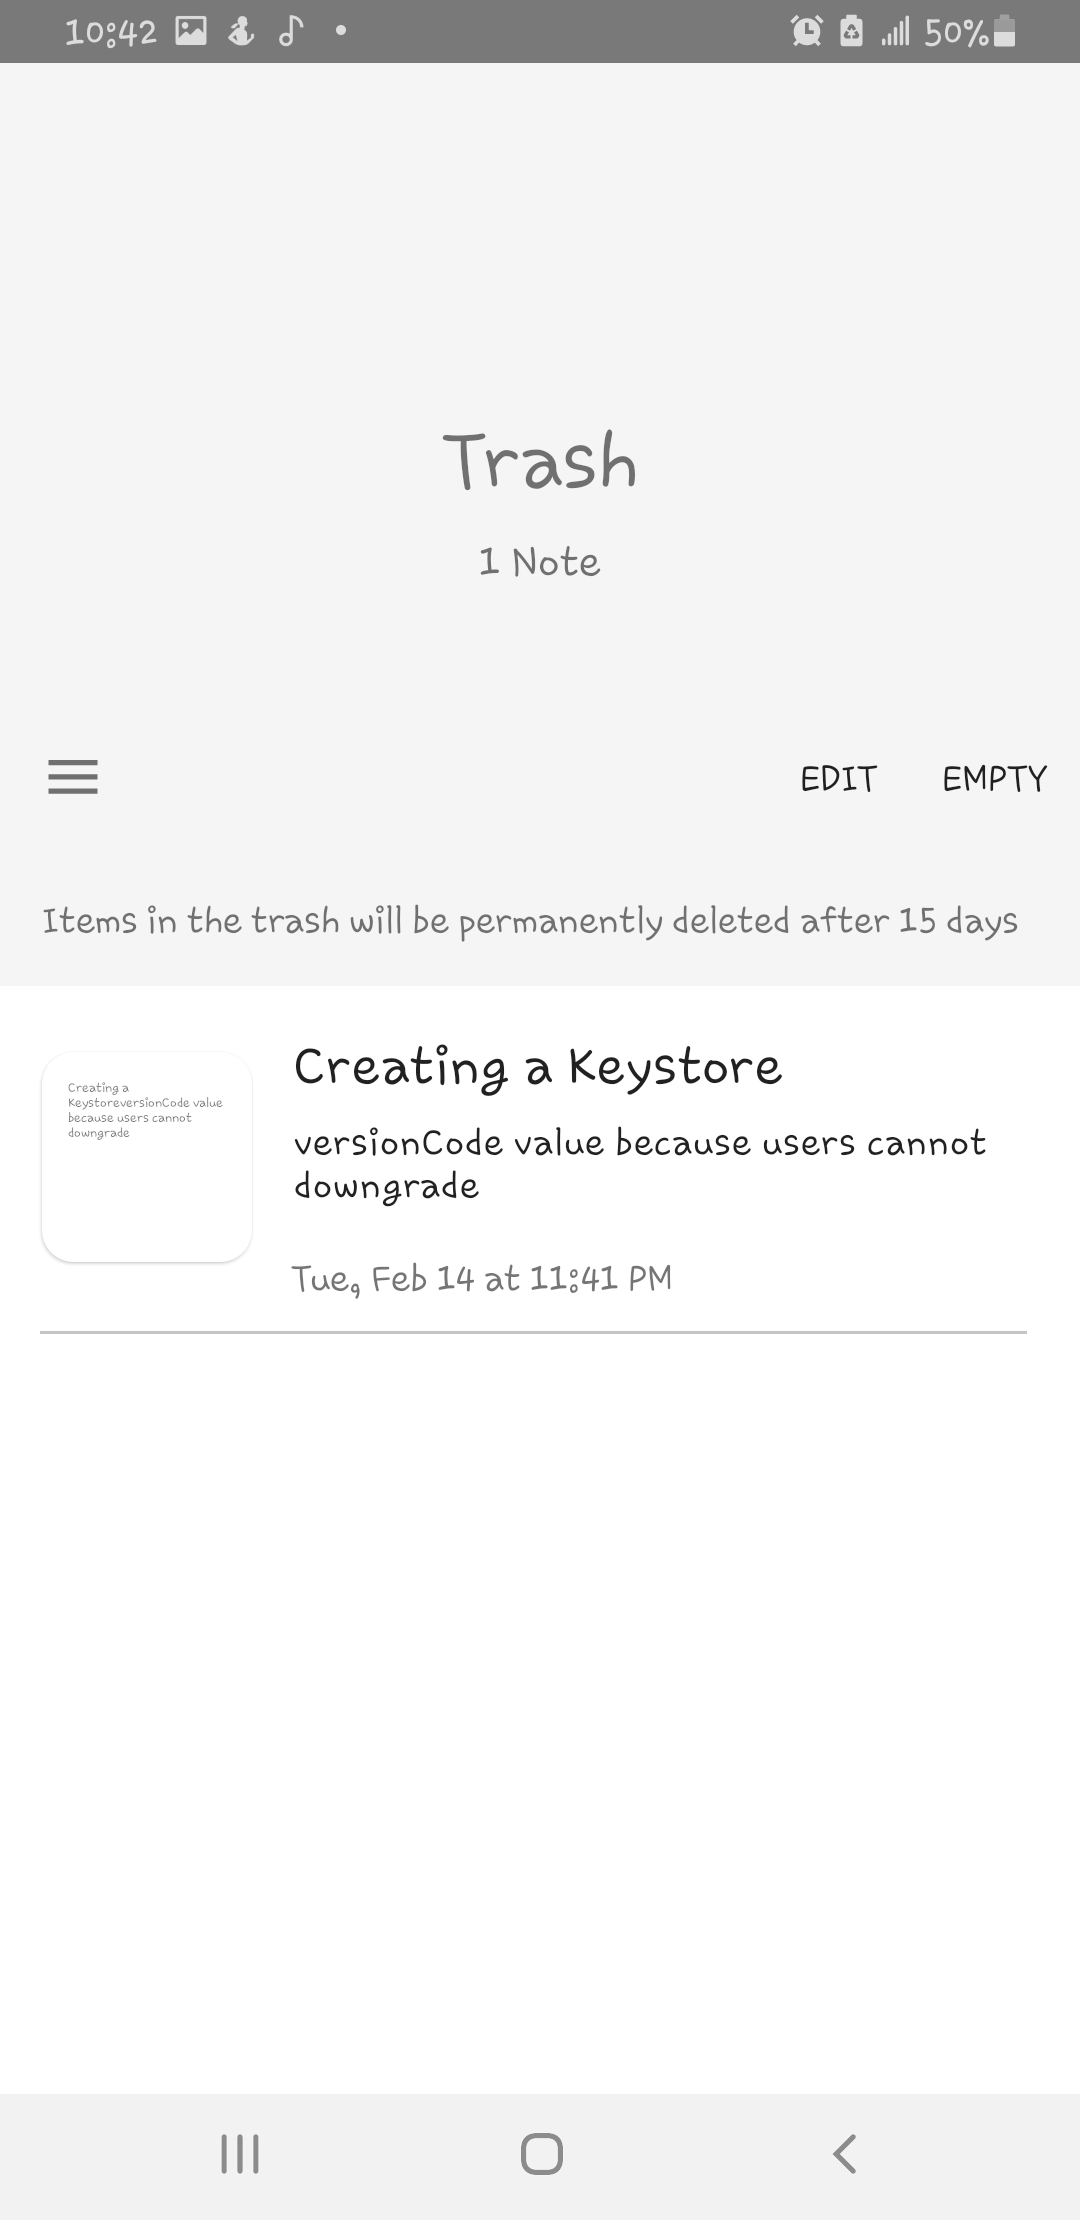 10:42
50%
Trash
1 Note
EDIT EMPTY
Items in the trash will be permanently deleted after 15 days
Creating a
KeystoreversionCode value
because users cannot
downgrade
Creating a Keystore
versionCode value because users cannot
downgrade
Tue, Feb 14 at 11:41 PM